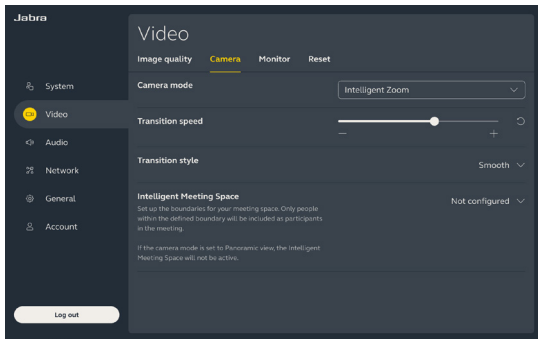 Jabra
Video
Image quality Camera Monitor Reset
System
Video
Audio
Network
General
Account
Log out
Camera mode
Intelligent Zoom
Transition speed
− +
Transition style
Smooth
Intelligent Meeting Space
Not configured
Set up the boundaries for your meeting space. Only people
within the defined boundary will be included as participants
in the meeting.
If the camera mode is set to Panoramic view, the Intelligent
Meeting Space will not be active.